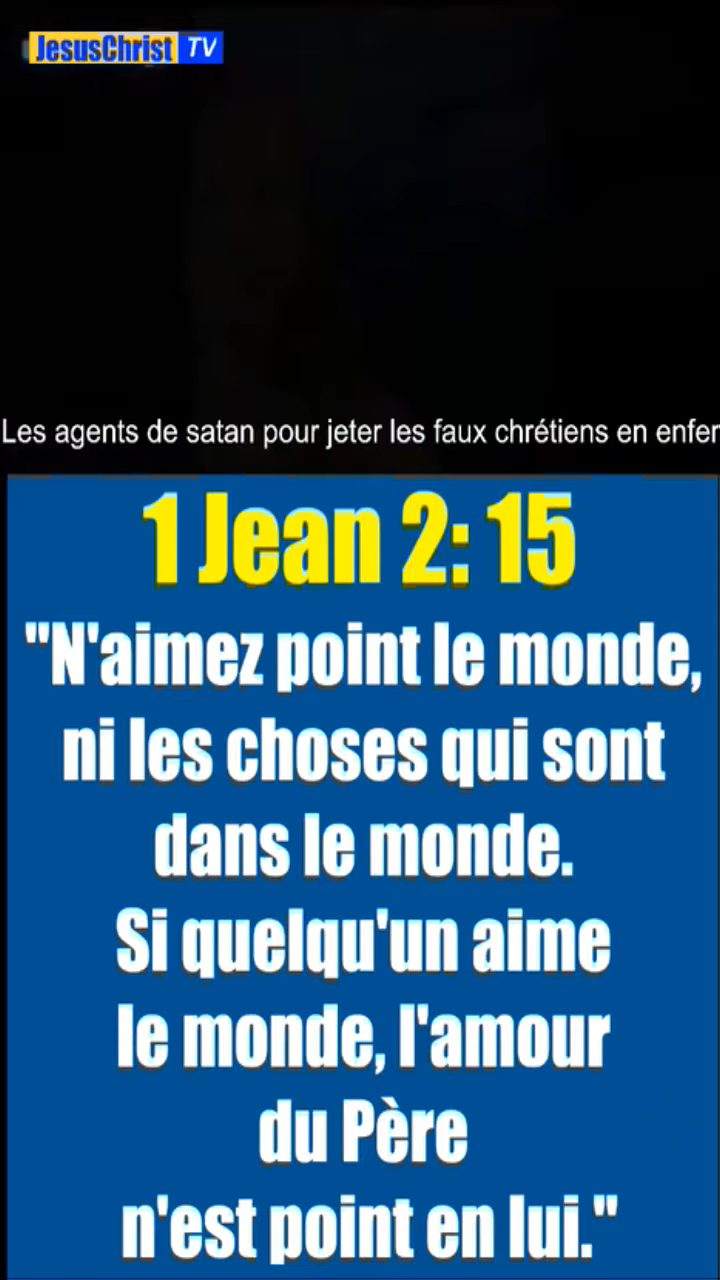 JesusChrist TV
Les agents de satan pour jeter les faux chrétiens en enfer
1 Jean 2: 15
"N'aimez point le monde,
ni les choses qui sont
dans le monde.
Si quelqu'un aime
le monde, l'amour
du Père
n'est point en lui."